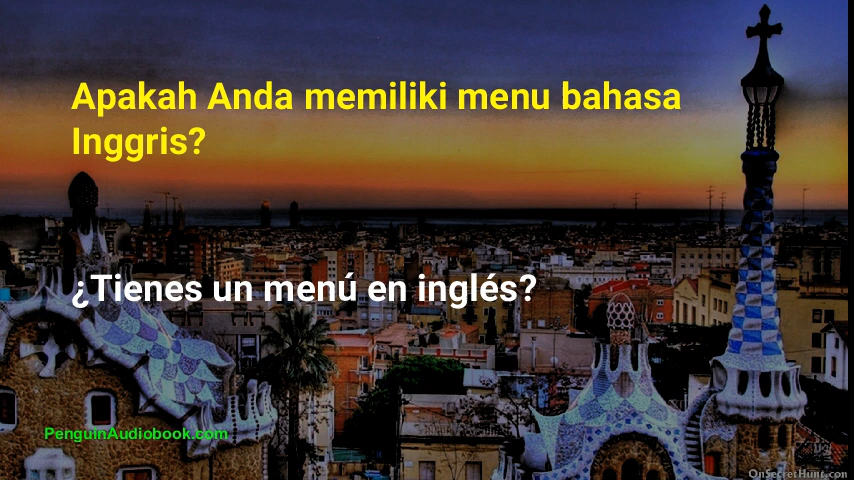 Apakah Anda memiliki menu bahasa
Inggris?
¿Tienes un menú en inglés?
PenguinAudiobook.com
OnSecretHunt.com